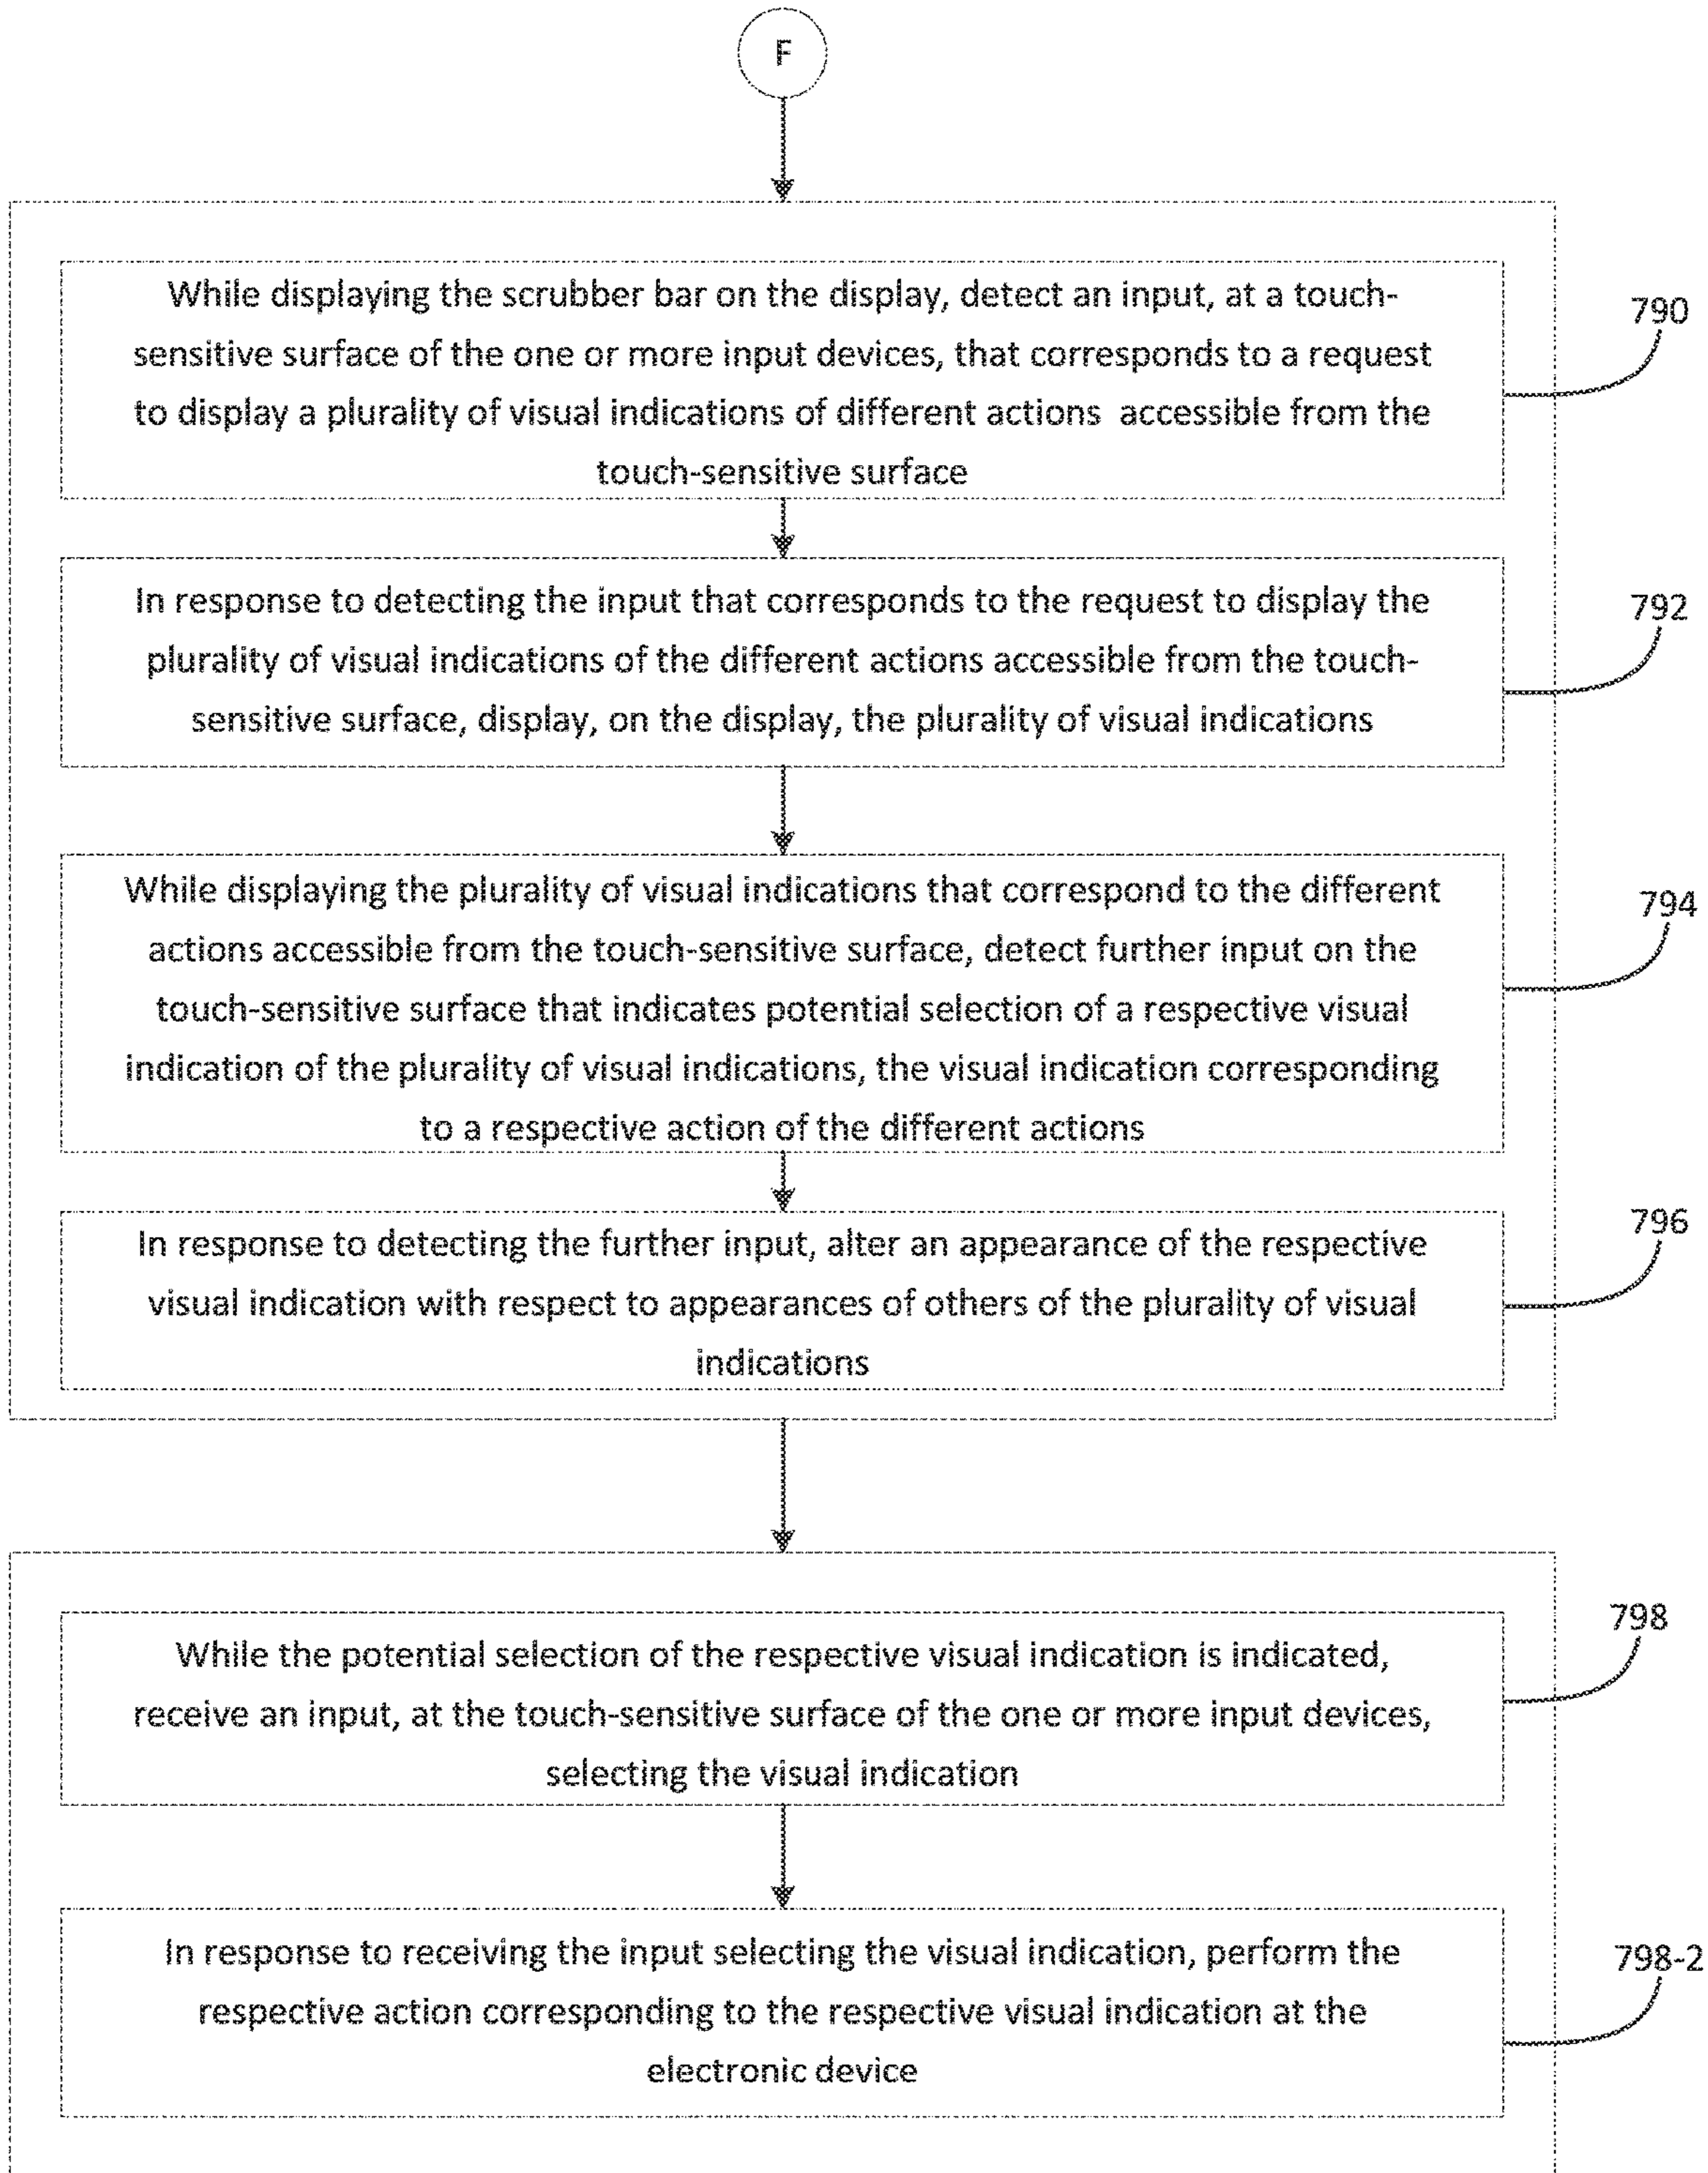 F
While displaying the scrubber bar on the display, detect an input, at a touch-
sensitive surface of the one or more input devices, that corresponds to a request
to display a plurality of visual indications of different actions accessible from the
touch-sensitive surface
790
In response to detecting the input that corresponds to the request to display the
plurality of visual indications of the different actions accessible from the touch-
sensitive surface, display, on the display, the plurality of visual indications
792
While displaying the plurality of visual indications that correspond to the different
actions accessible from the touch-sensitive surface, detect further input on the
touch-sensitive surface that indicates potential selection of a respective visual
indication of the plurality of visual indications, the visual indication corresponding
to a respective action of the different actions
794
In response to detecting the further input, alter an appearance of the respective
visual indication with respect to appearances of others of the plurality of visual
indications
796
While the potential selection of the respective visual indication is indicated,
receive an input, at the touch-sensitive surface of the one or more input devices,
selecting the visual indication
798
In response to receiving the input selecting the visual indication, perform the
respective action corresponding to the respective visual indication at the
electronic device
798-2